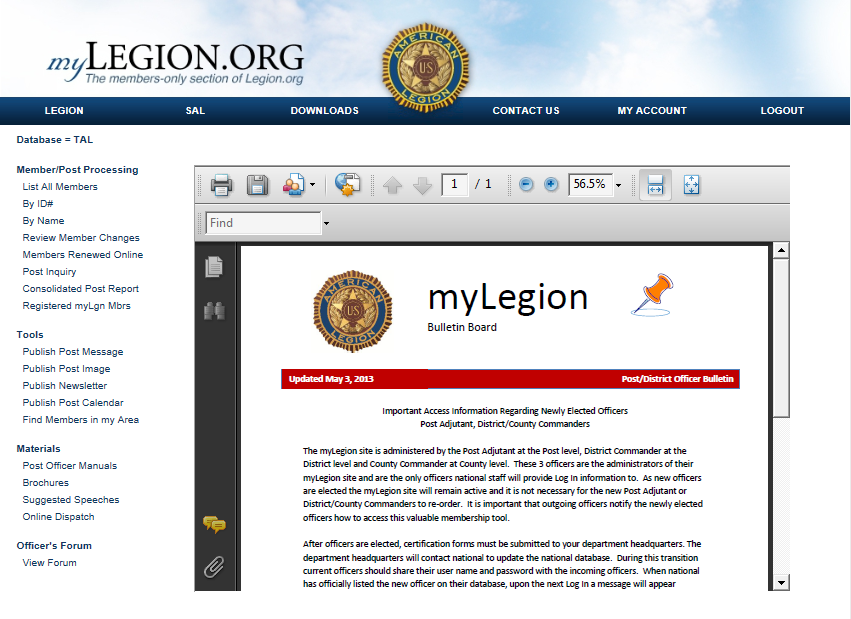 myLEGION.ORG
The members-only section of Legion.org
AMERICAN
US
LEGION
LEGION SAL DOWNLOADS CONTACT US MY ACCOUNT LOGOUT
Database = TAL
Member/Post Processing
List All Members
By ID#
By Name
Review Member Changes
Members Renewed Online
Post Inquiry
Consolidated Post Report
Registered myLgn Mbrs
Tools
Publish Post Message
Publish Post Image
Publish Newsletter
Publish Post Calendar
Find Members in my Area
Materials
Post Officer Manuals
Brochures
Suggested Speeches
Online Dispatch
Officer's Forum
View Forum
1 / 1 56.5%
Find
AMERICAN
US
LEGION
myLegion
Bulletin Board
Updated May 3, 2013 Post/District Officer Bulletin
Important Access Information Regarding Newly Elected Officers
Post Adjutant, District/County Commanders
The myLegion site is administered by the Post Adjutant at the Post level, District Commander at the
District level and County Commander at County level. These 3 officers are the administrators of their
myLegion site and are the only officers national staff will provide Log In information to. As new officers
are elected the myLegion site will remain active and it is not necessary for the new Post Adjutant or
District/County Commanders to re-order. It is important that outgoing officers notify the newly elected
officers how to access this valuable membership tool.
After officers are elected, certification forms must be submitted to your department headquarters. The
department headquarters will contact national to update the national database. During this transition
current officers should share their user name and password with the incoming officers. When national
has officially listed the new officer on their database, upon the next Log In a message will appear